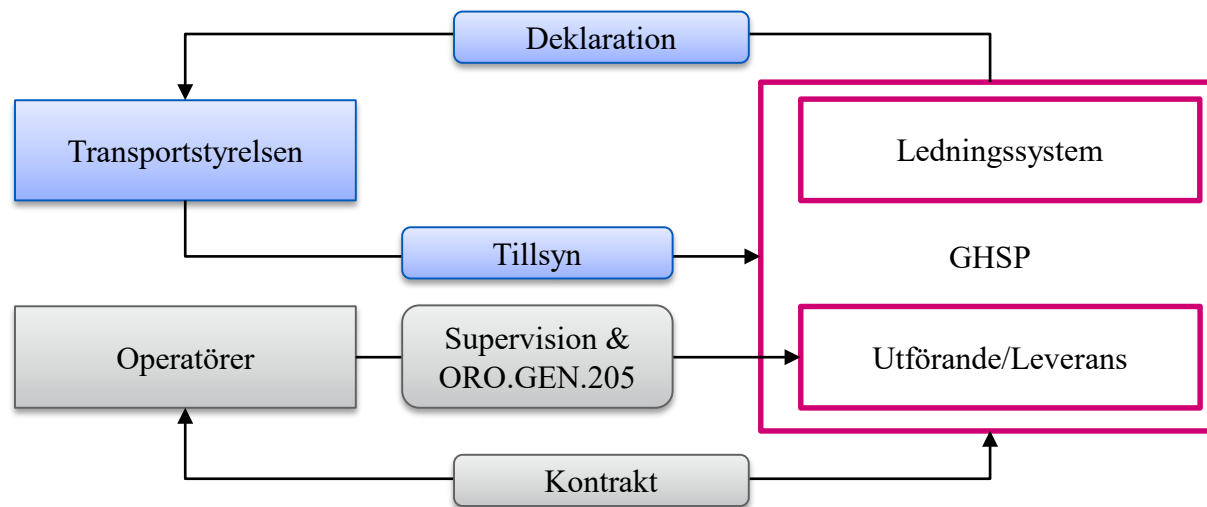 Deklaration
Transportstyrelsen
Ledningssystem
Tillsyn
GHSP
Operatörer
Supervision &
ORO.GEN.205
Utförande/Leverans
Kontrakt